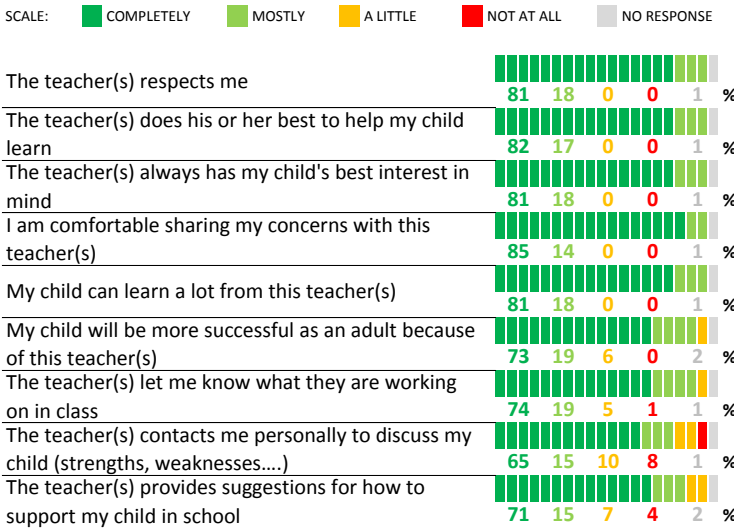 SCALE: COMPLETELY MOSTLY A LITTLE NOT AT ALL NO RESPONSE
The teacher(s) respects me
81 18 0 0 1 %
The teacher(s) does his or her best to help my child
learn
82 17 0 0 1 %
The teacher(s) always has my child's best interest in
mind
81 18 0 0 1 %
I am comfortable sharing my concerns with this
teacher(s)
85 14 0 0 1 %
My child can learn a lot from this teacher(s)
81 18 0 0 1 %
My child will be more successful as an adult because
of this teacher(s)
73 19 6 0 2 %
The teacher(s) let me know what they are working
on in class
74 19 5 1 1 %
The teacher(s) contacts me personally to discuss my
child (strengths, weaknesses....)
65 15 10 8 1 %
The teacher(s) provides suggestions for how to
support my child in school
71 15 7 4 2 %